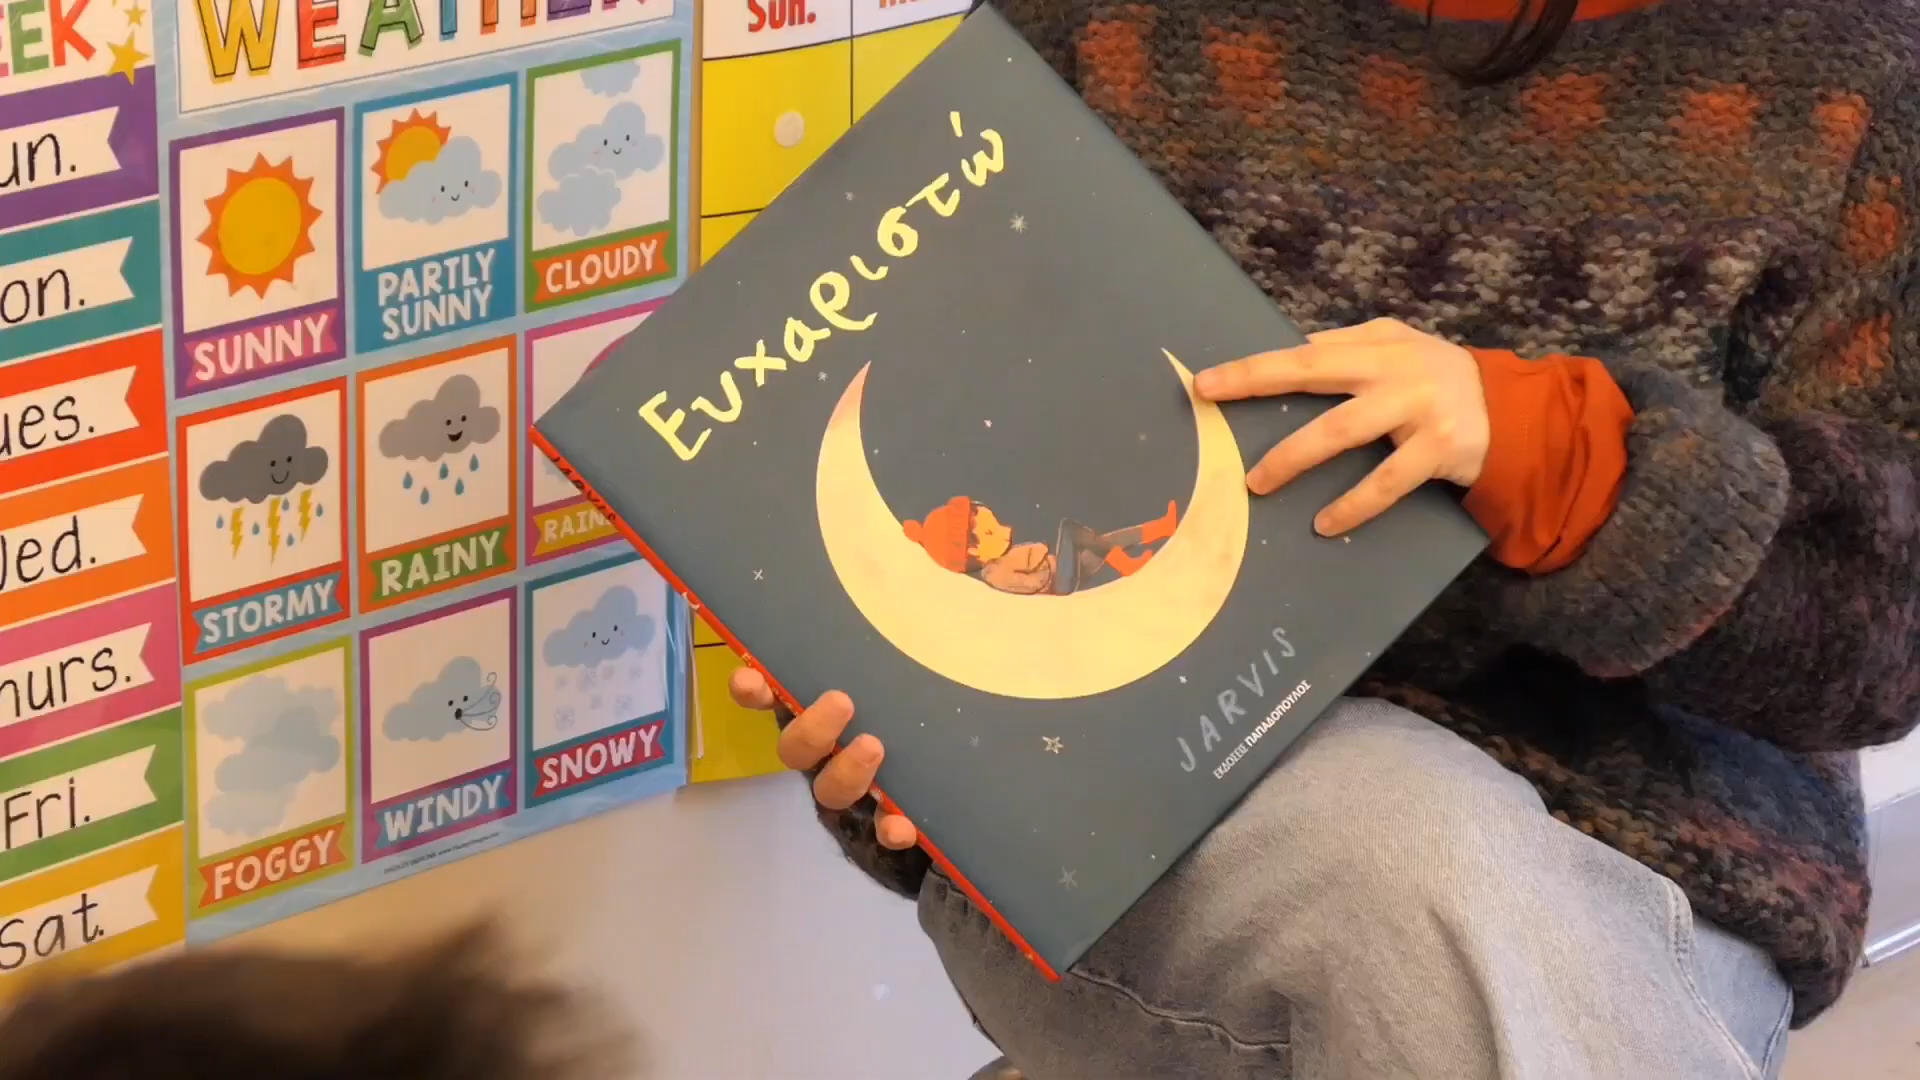 EEK
un.
on.
ues.
Wed.
hurs.
Fri.
Sat.
WEATHER
SUNNY
PARTLY
SUNNY
CLOUDY
STORMY
RAINY
RAIN
FOGGY
WINDY
SNOWY
SUN.
Ευχαριστώ
JARVIS
ΕΚΔΟΣΕΙΣ ΠΑΠΑΔΟΠΟΥΛΟΣ
JARVIS